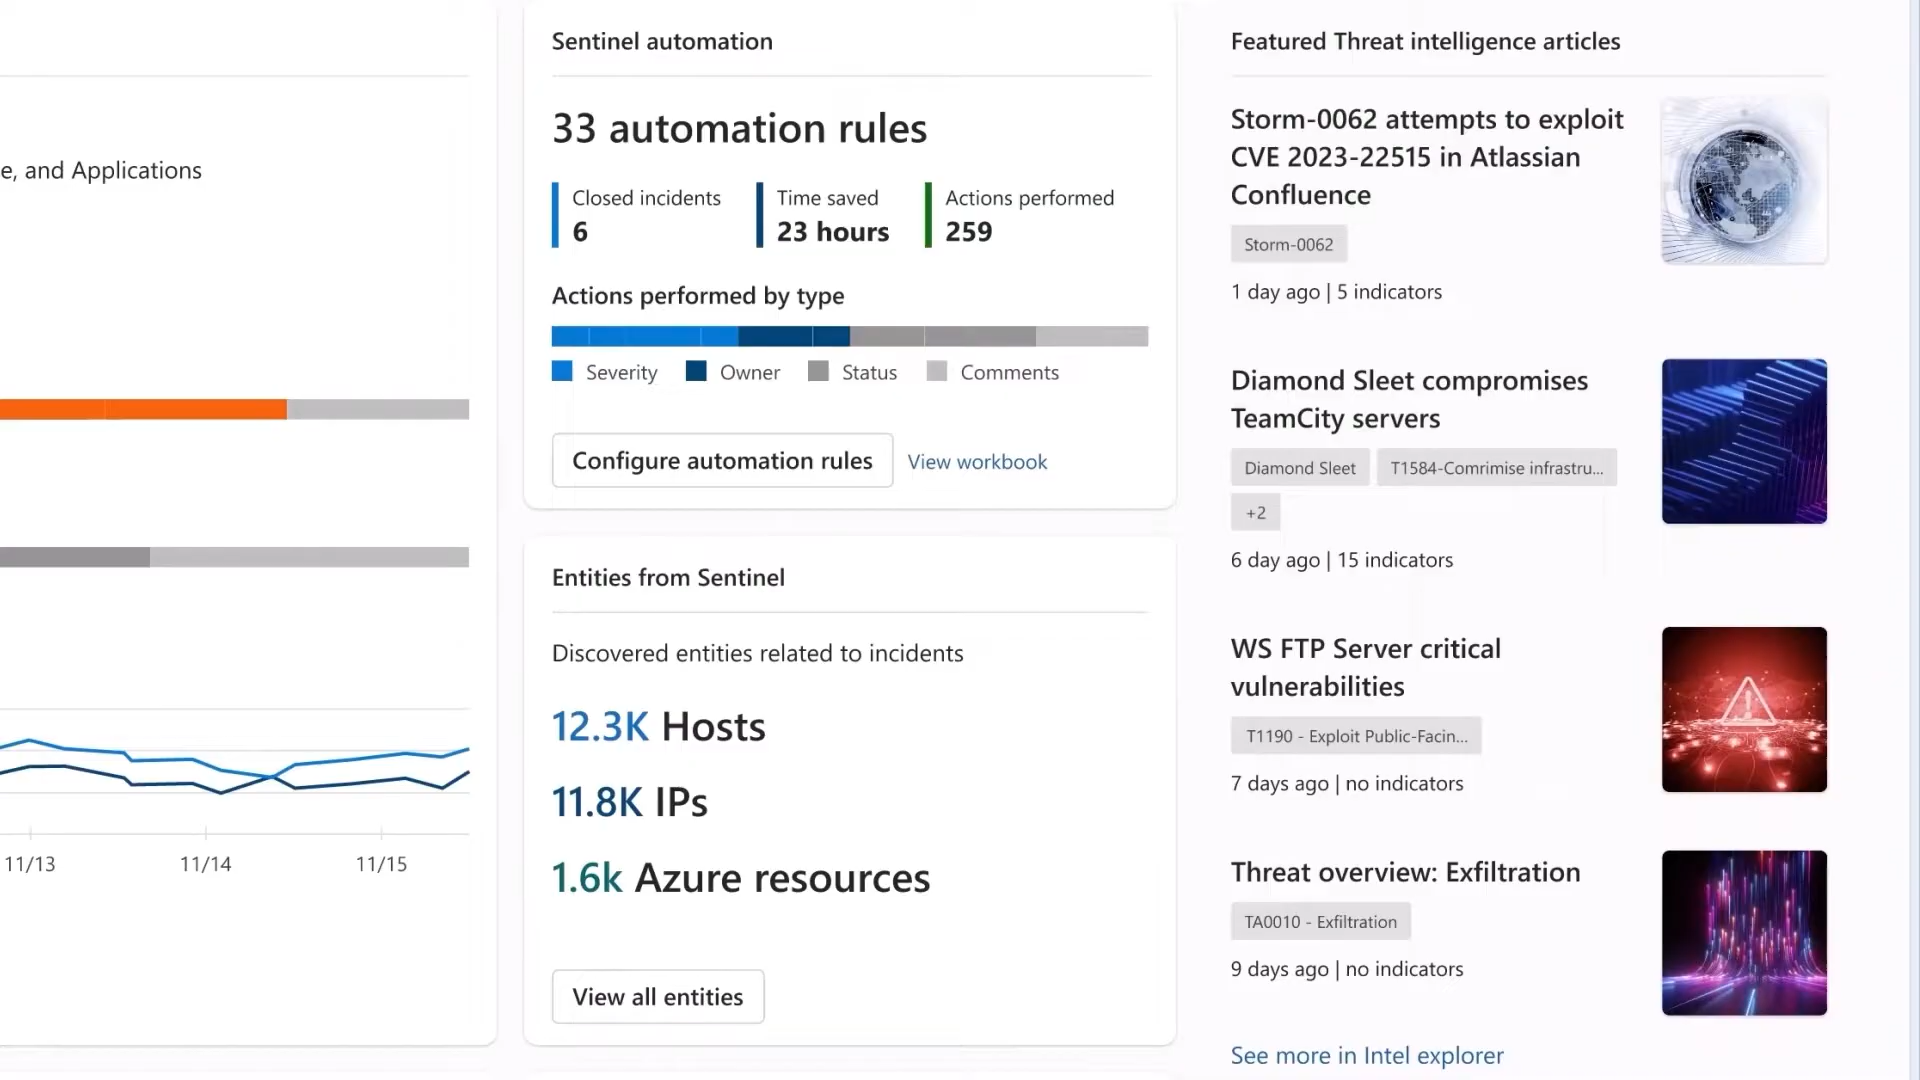 e, and Applications
11/13 11/14 11/15
Sentinel automation
33 automation rules
Closed incidents
6
Time saved
23 hours
Actions performed
259
Actions performed by type
Severity Owner Status Comments
Configure automation rules View workbook
Entities from Sentinel
Discovered entities related to incidents
12.3K Hosts
11.8K IPs
1.6k Azure resources
View all entities
Featured Threat intelligence articles
Storm-0062 attempts to exploit
CVE 2023-22515 in Atlassian
Confluence
Storm-0062
1 day ago | 5 indicators
Diamond Sleet compromises
TeamCity servers
Diamond Sleet T1584-Comrimise infrastru...
+2
6 day ago | 15 indicators
WS FTP Server critical
vulnerabilities
T1190 - Exploit Public-Facin...
7 days ago | no indicators
Threat overview: Exfiltration
TA0010 - Exfiltration
9 days ago | no indicators
See more in Intel explorer